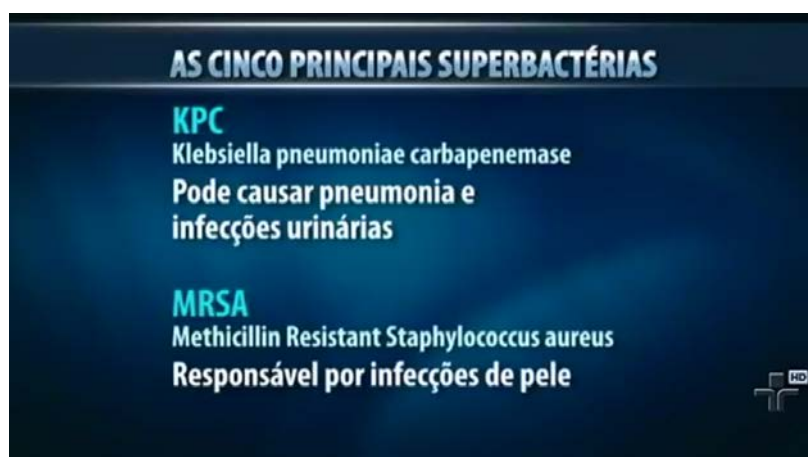 AS CINCO PRINCIPAIS SUPERBACTÉRIAS
KPC
Klebsiella pneumoniae carbapenemase
Pode causar pneumonia e
infecções urinárias
MRSA
Methicillin Resistant Staphylococcus aureus
Responsável por infecções de pele
HD